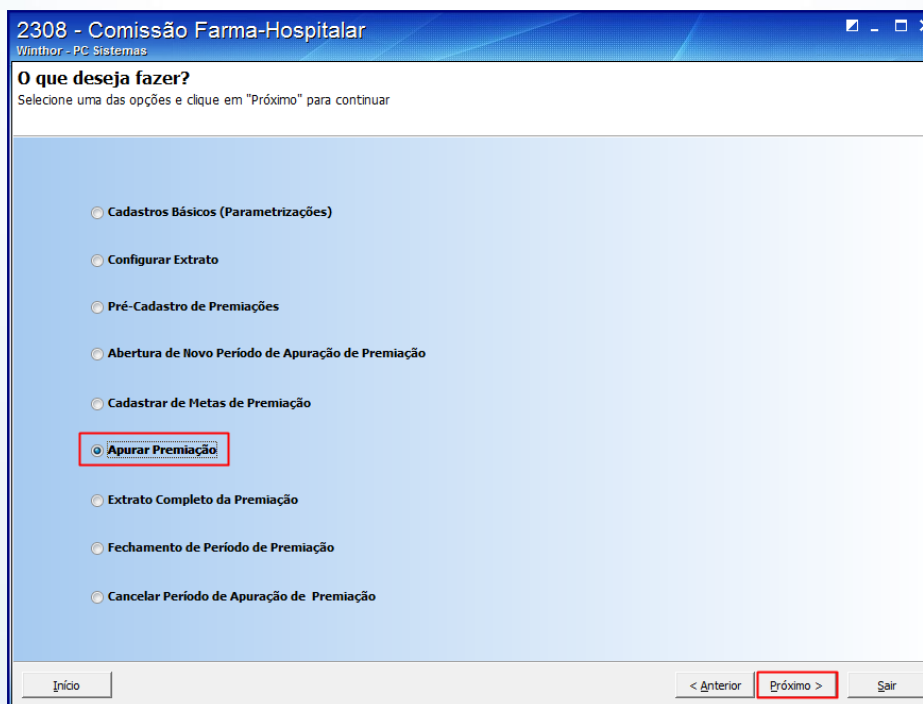 2308 - Comissão Farma-Hospitalar
Winthor - PC Sistemas
O que deseja fazer?
Selecione uma das opções e clique em "Próximo" para continuar
Cadastros Básicos (Parametrizações)
Configurar Extrato
Pré-Cadastro de Premiações
Abertura de Novo Período de Apuração de Premiação
Cadastrar de Metas de Premiação
Apurar Premiação
Extrato Completo da Premiação
Fechamento de Período de Premiação
Cancelar Período de Apuração de Premiação
Início
< Anterior
Próximo >
Sair